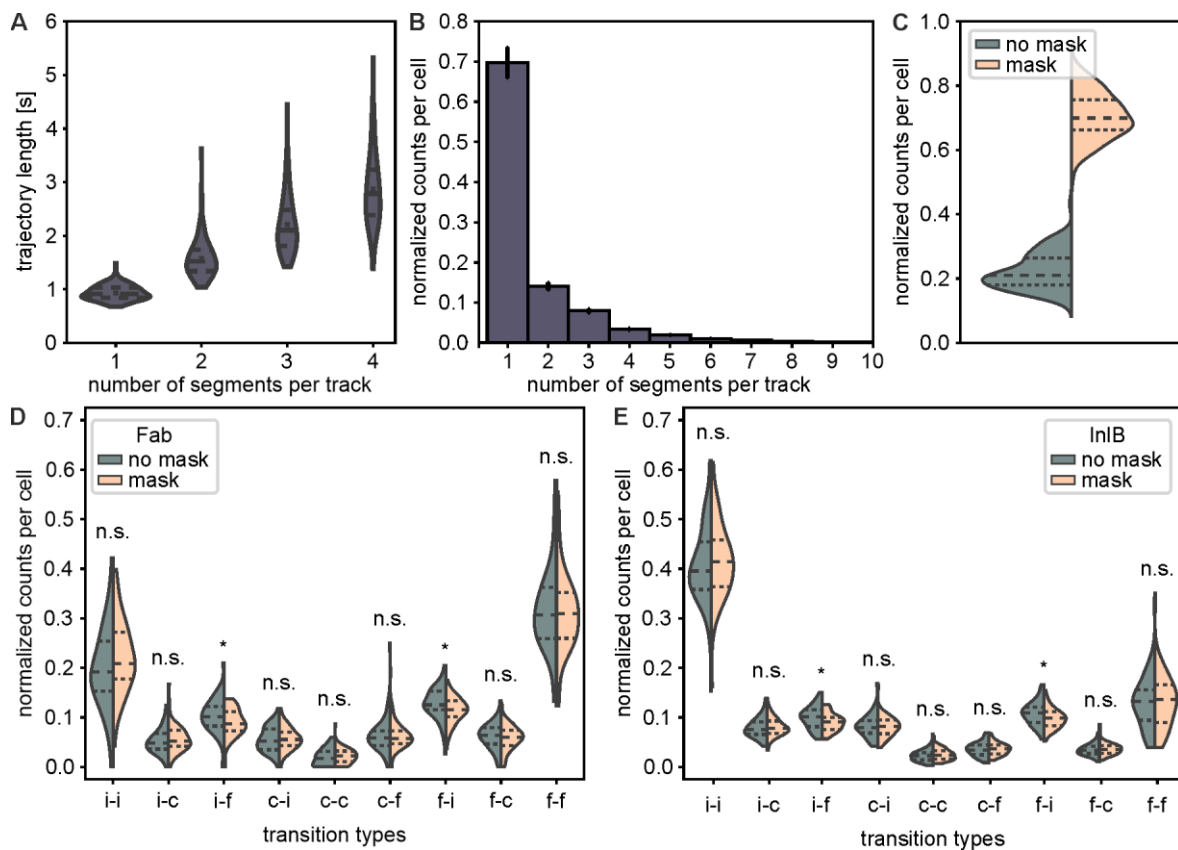 A
trajectory length [s]
6
5
4
3
2
1
0
1 2 3 4
number of segments per track
B
normalized counts per cell
0.7
0.6
0.5
0.4
0.3
0.2
0.1
0.0
1 2 3 4 5 6 7 8 9 10
number of segments per track
C
normalized counts per cell
1.0
0.8
0.6
0.4
0.2
0.0
no mask
mask
D
normalized counts per cell
0.7
0.6
0.5
0.4
0.3
0.2
0.1
0.0
Fab
no mask
mask
n.s. n.s. * n.s. n.s. n.s. * n.s. n.s.
i-i i-c i-f c-i c-c c-f f-i f-c f-f
transition types
E
normalized counts per cell
0.7
0.6
0.5
0.4
0.3
0.2
0.1
0.0
InlB
no mask
mask
n.s. n.s. * n.s. n.s. n.s. * n.s. n.s.
i-i i-c i-f c-i c-c c-f f-i f-c f-f
transition types